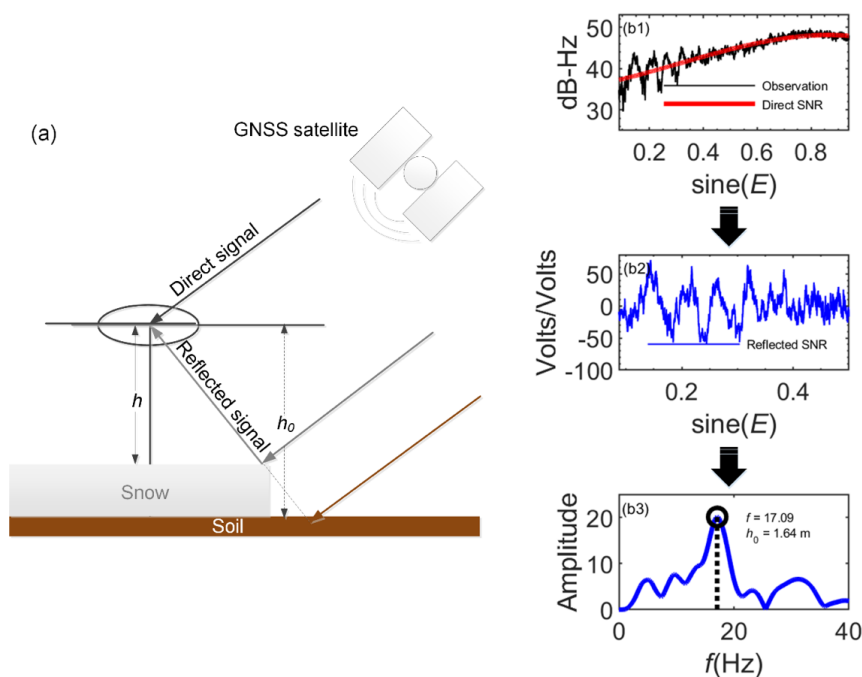 (a)
GNSS satellite
Direct signal
Reflected signal
h
h0
Snow
Soil
(b1)
50
40
30
dB-Hz
Observation
Direct SNR
0.2 0.4 0.6 0.8
sine(E)
(b2)
50
0
-50
-100
Volts/Volts
Reflected SNR
0.2 0.4
sine(E)
(b3)
20
10
0
Amplitude
f = 17.09
h0 = 1.64 m
0 20 40
f(Hz)